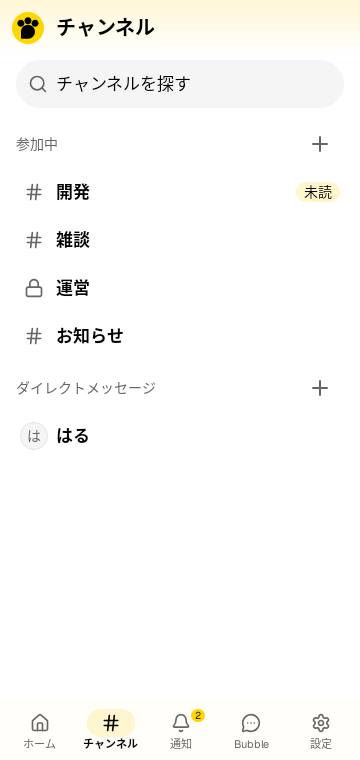 チャンネル
チャンネルを探す
参加中
開発
未読
雑談
運営
お知らせ
ダイレクトメッセージ
は はる
2
ホーム
チャンネル
通知
Bubble
設定